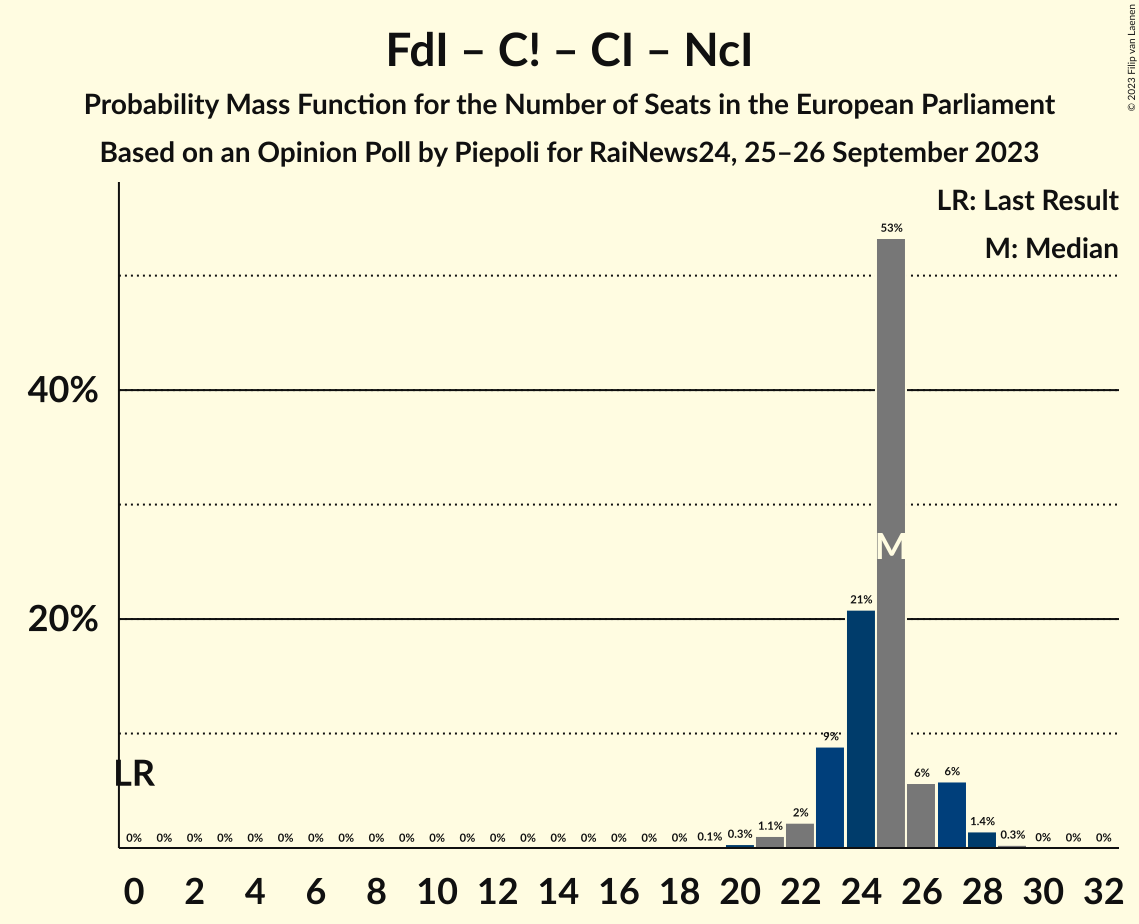 FdI – C! – CI – NcI
Probability Mass Function for the Number of Seats in the European Parliament
Based on an Opinion Poll by Piepoli for RaiNews24, 25–26 September 2023
© 2023 Filip van Laenen
LR: Last Result
M: Median
53%
40%
M
21%
20%
9%
LR
6% 6%
0% 0% 0% 0% 0% 0% 0% 0% 0% 0% 0% 0% 0% 0% 0% 0% 0% 0% 0% 0.1% 0.3% 1.1% 2% 1.4% 0.3% 0% 0% 0%
0 2 4 6 8 10 12 14 16 18 20 22 24 26 28 30 32